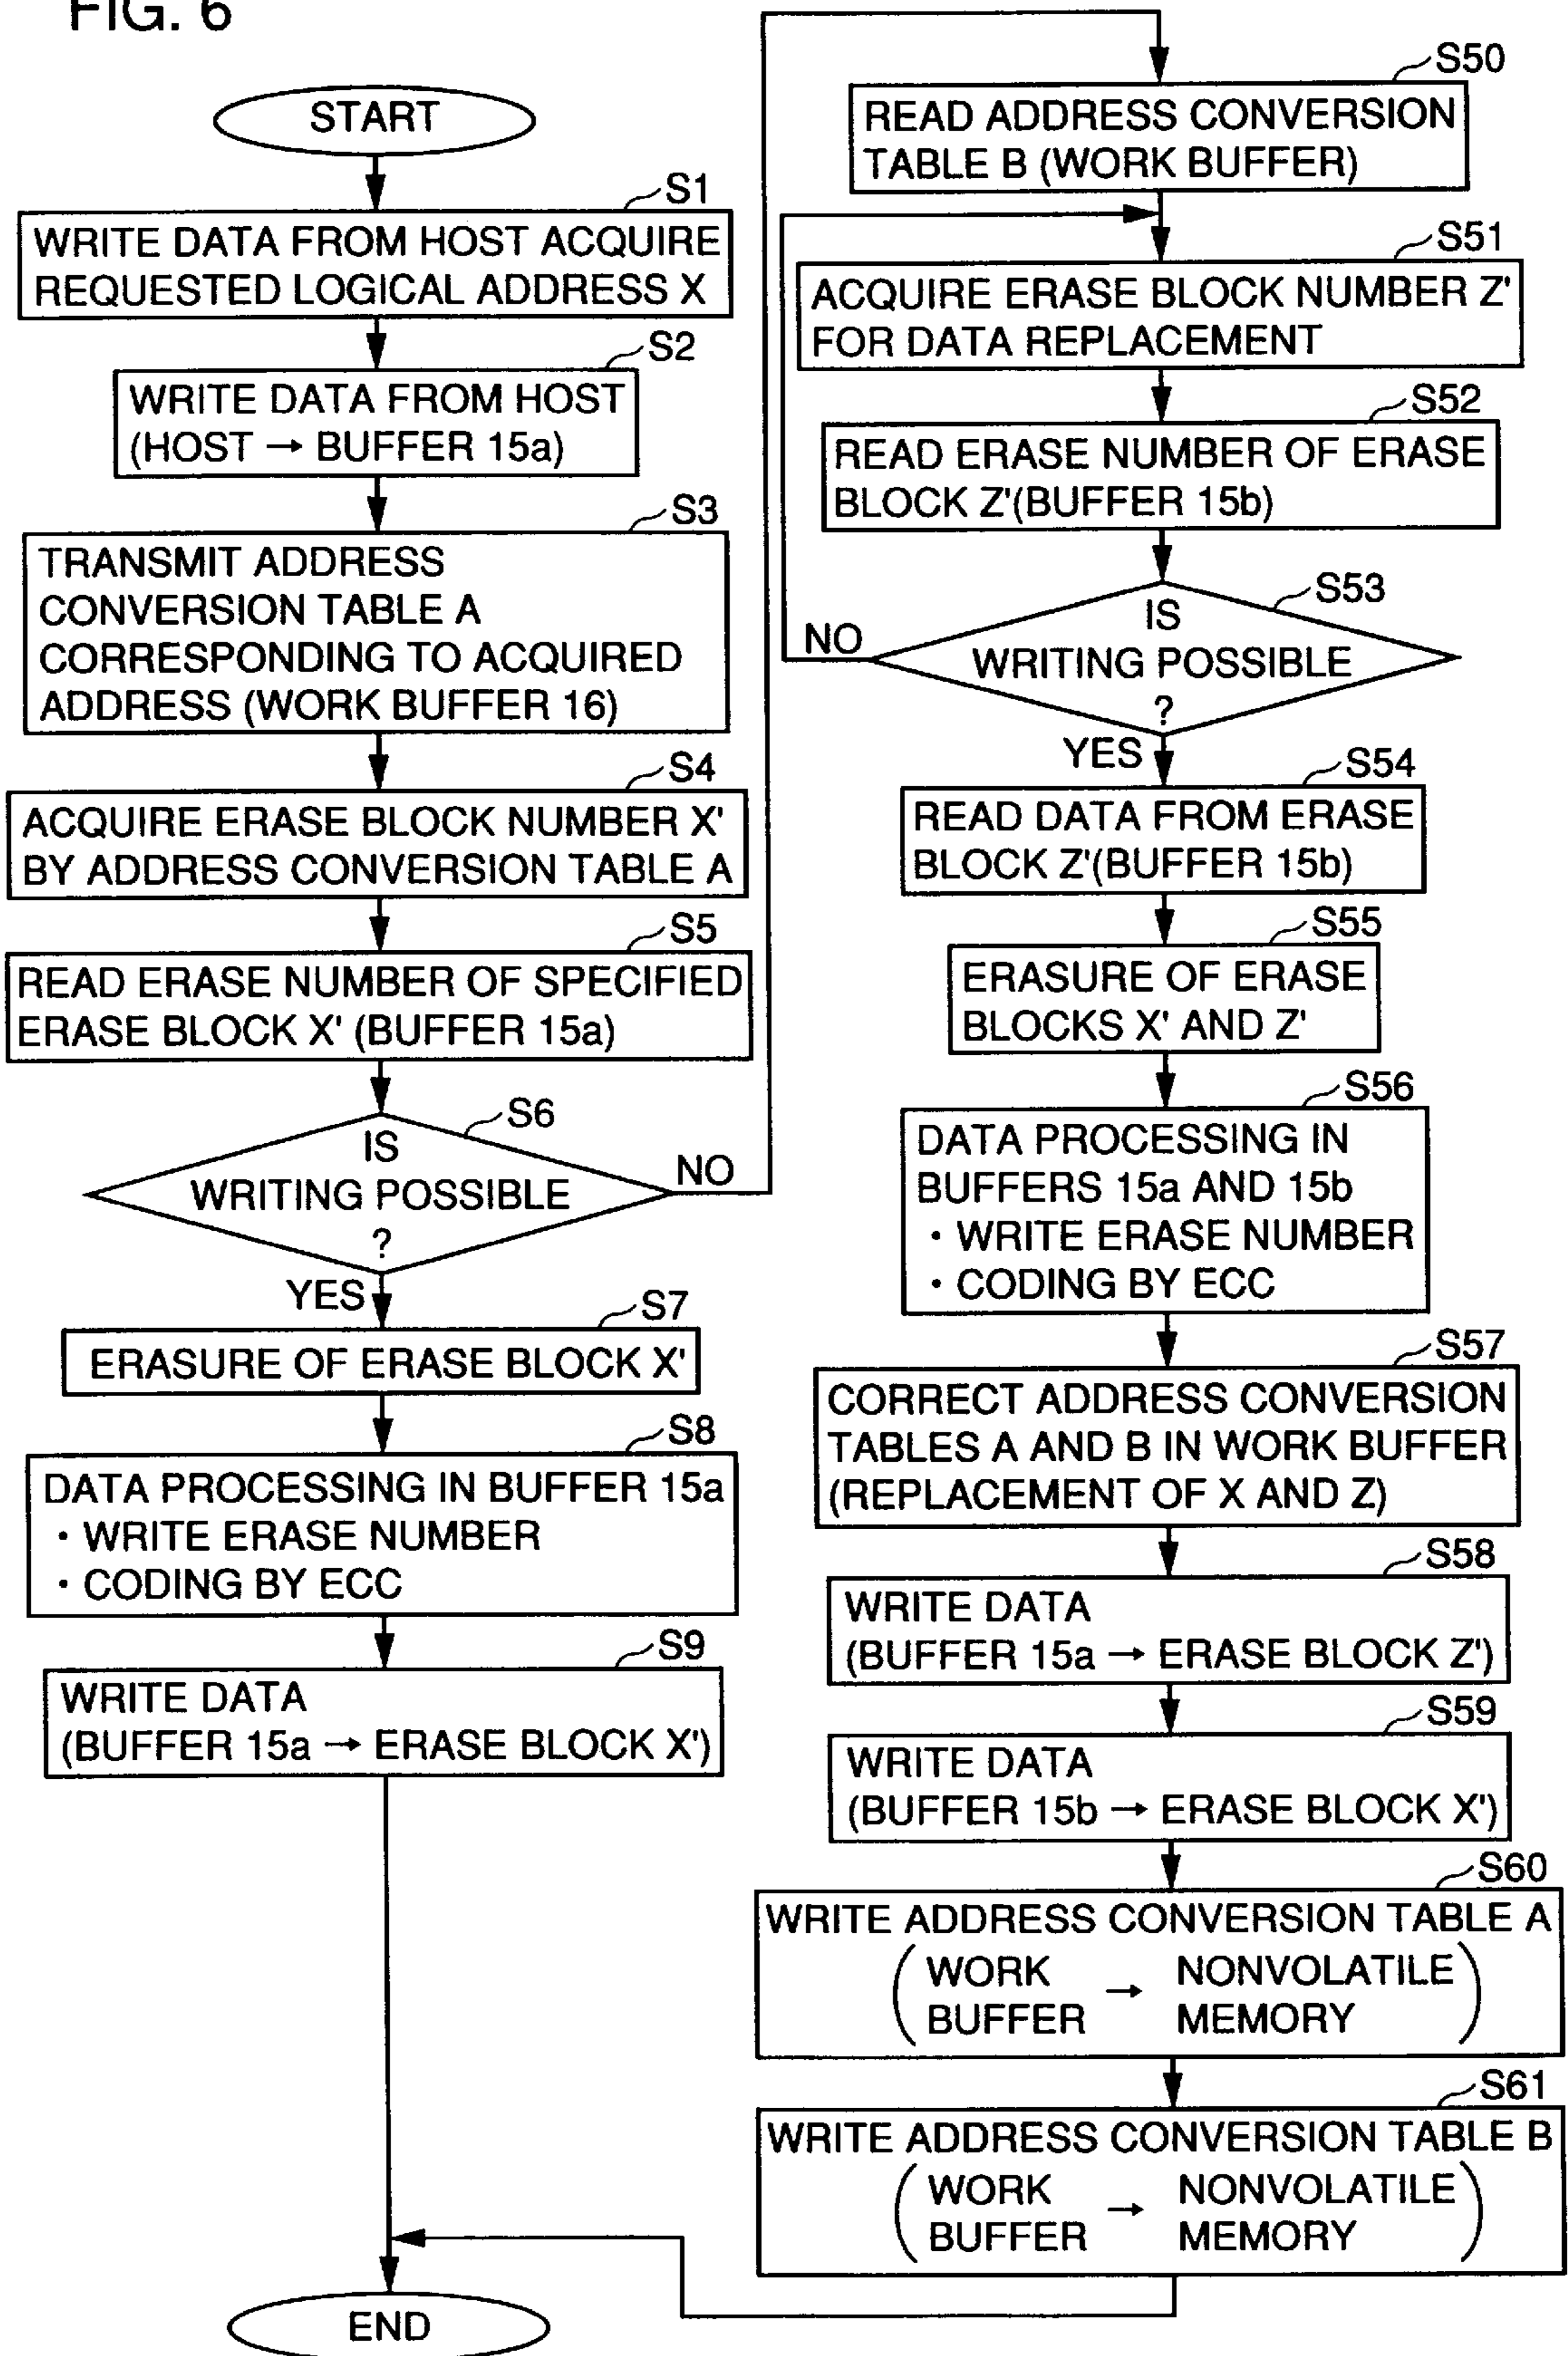 FIG. 6
START
S1
WRITE DATA FROM HOST ACQUIRE
REQUESTED LOGICAL ADDRESS X
S2
WRITE DATA FROM HOST
(HOST → BUFFER 15a)
S3
TRANSMIT ADDRESS
CONVERSION TABLE A
CORRESPONDING TO ACQUIRED
ADDRESS (WORK BUFFER 16)
S4
ACQUIRE ERASE BLOCK NUMBER X'
BY ADDRESS CONVERSION TABLE A
S5
READ ERASE NUMBER OF SPECIFIED
ERASE BLOCK X' (BUFFER 15a)
S6
IS
WRITING POSSIBLE
?
NO
YES
S7
ERASURE OF ERASE BLOCK X'
S8
DATA PROCESSING IN BUFFER 15a
・WRITE ERASE NUMBER
・CODING BY ECC
S9
WRITE DATA
(BUFFER 15a → ERASE BLOCK X')
END
S50
READ ADDRESS CONVERSION
TABLE B (WORK BUFFER)
S51
ACQUIRE ERASE BLOCK NUMBER Z'
FOR DATA REPLACEMENT
S52
READ ERASE NUMBER OF ERASE
BLOCK Z'(BUFFER 15b)
S53
IS
WRITING POSSIBLE
?
NO
YES
S54
READ DATA FROM ERASE
BLOCK Z'(BUFFER 15b)
S55
ERASURE OF ERASE
BLOCKS X' AND Z'
S56
DATA PROCESSING IN
BUFFERS 15a AND 15b
・WRITE ERASE NUMBER
・CODING BY ECC
S57
CORRECT ADDRESS CONVERSION
TABLES A AND B IN WORK BUFFER
(REPLACEMENT OF X AND Z)
S58
WRITE DATA
(BUFFER 15a → ERASE BLOCK Z')
S59
WRITE DATA
(BUFFER 15b → ERASE BLOCK X')
S60
WRITE ADDRESS CONVERSION TABLE A
(WORK → NONVOLATILE
BUFFER MEMORY)
S61
WRITE ADDRESS CONVERSION TABLE B
(WORK → NONVOLATILE
BUFFER MEMORY)